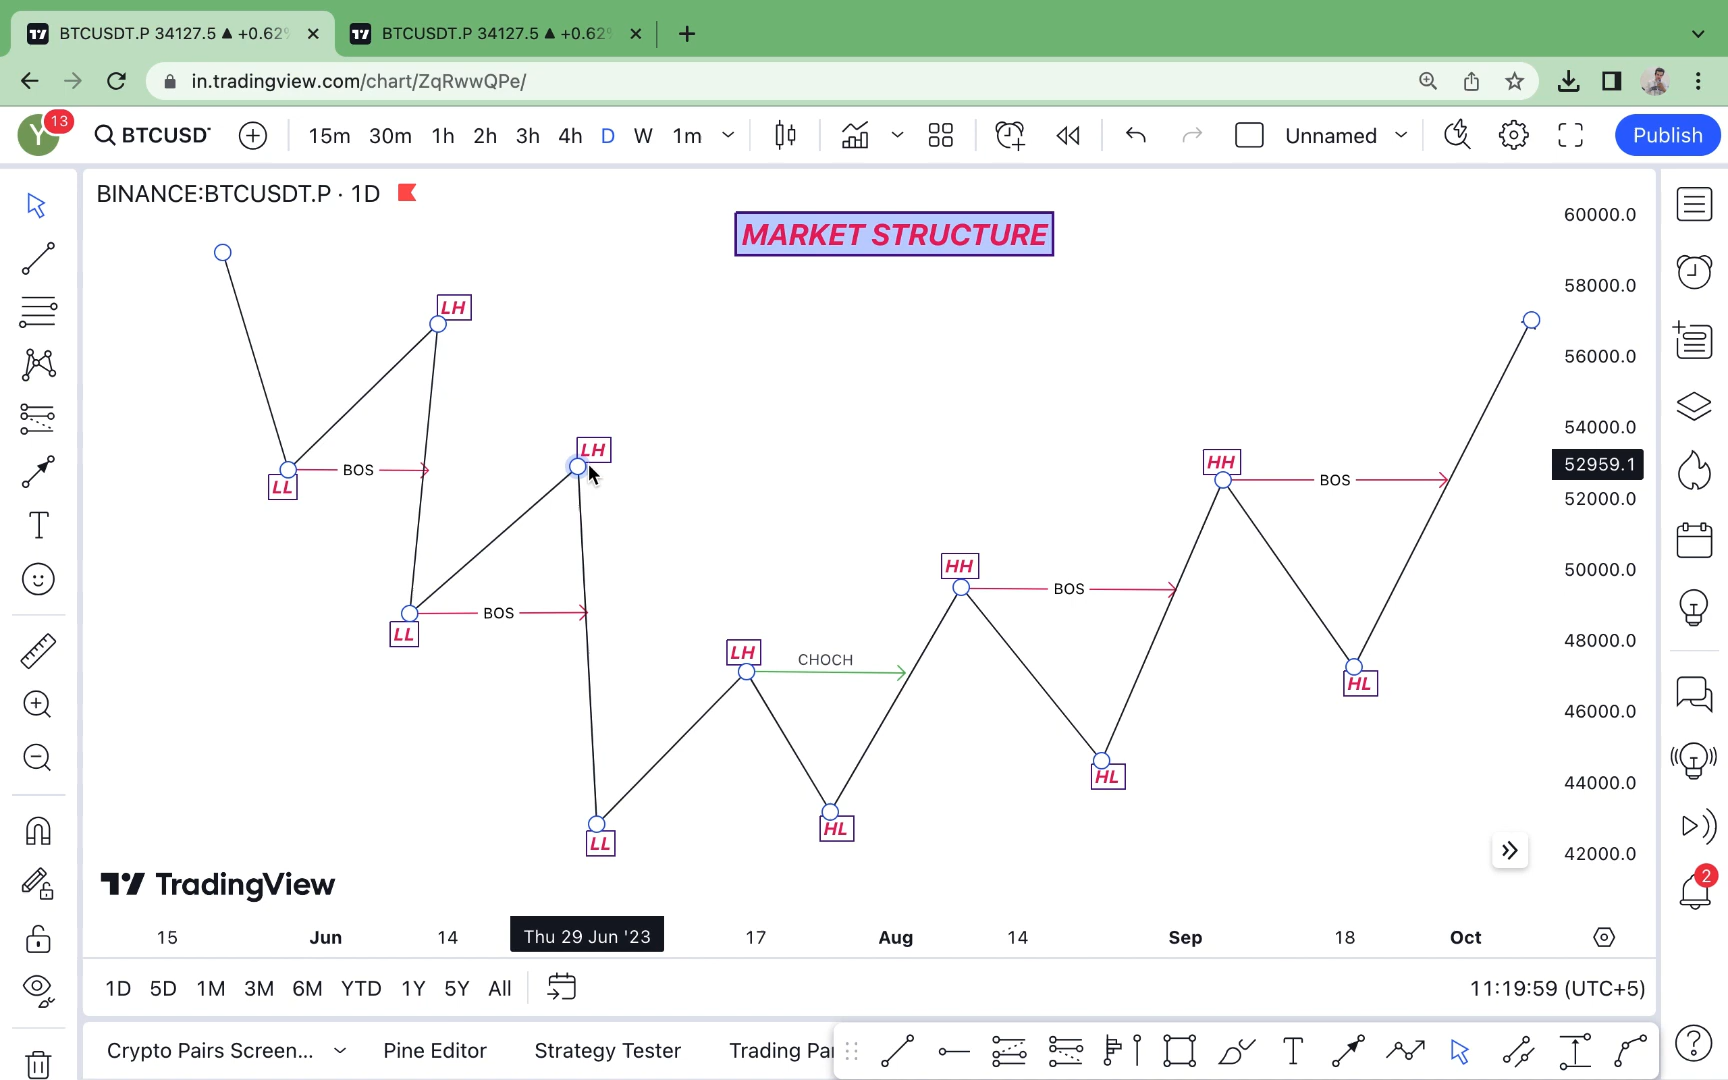 BTCUSDT.P 34127.5 ▲ +0.62%
BTCUSDT.P 34127.5 ▲ +0.62%
in.tradingview.com/chart/ZqRwwQPe/
Y
13
BTCUSD
15m 30m 1h 2h 3h 4h D W 1m
Unnamed
Publish
BINANCE:BTCUSDT.P · 1D
MARKET STRUCTURE
60000.0
58000.0
LH
56000.0
54000.0
LH
HH
52959.1
BOS
BOS
LL
52000.0
HH
50000.0
BOS
BOS
LL
48000.0
LH
CHOCH
HL
46000.0
HL
44000.0
HL
LL
42000.0
TradingView
15 Jun 14 Thu 29 Jun '23 17 Aug 14 Sep 18 Oct
2
1D 5D 1M 3M 6M YTD 1Y 5Y All
11:19:59 (UTC+5)
Crypto Pairs Screen... Pine Editor Strategy Tester Trading Pa